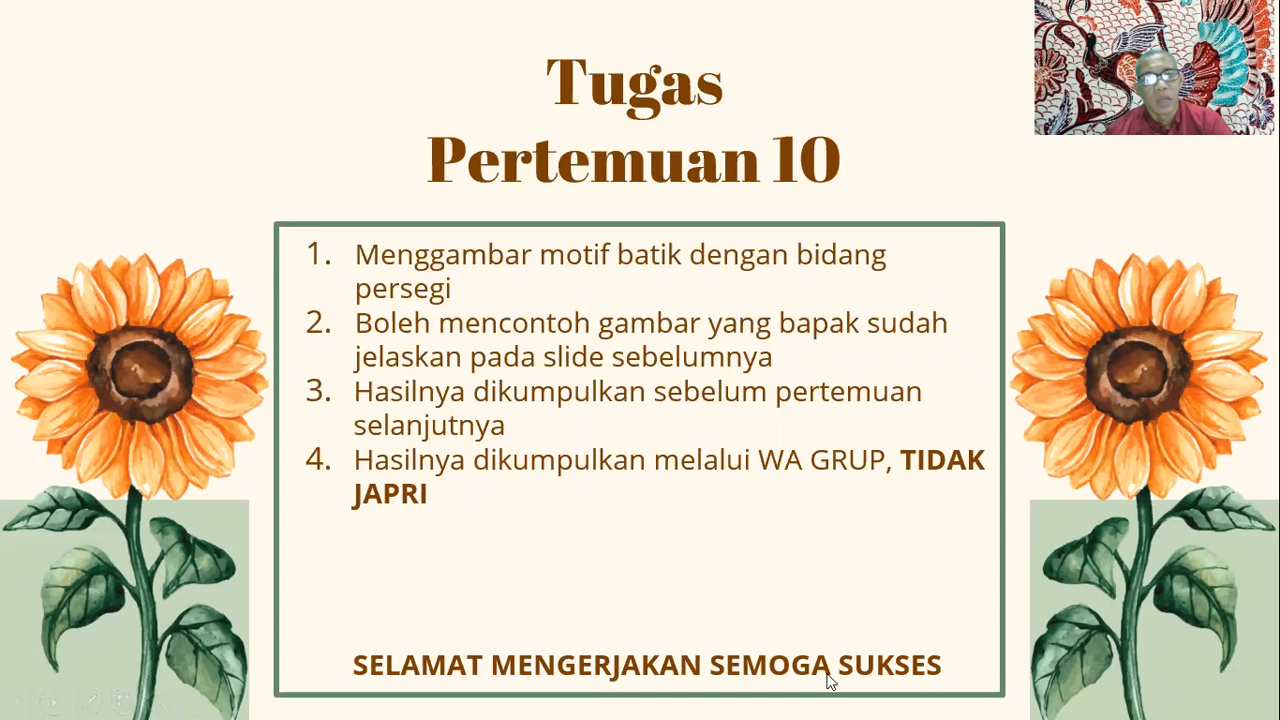 Tugas
Pertemuan 10
1. Menggambar motif batik dengan bidang
persegi
2. Boleh mencontoh gambar yang bapak sudah
jelaskan pada slide sebelumnya
3. Hasilnya dikumpulkan sebelum pertemuan
selanjutnya
4. Hasilnya dikumpulkan melalui WA GRUP, TIDAK
JAPRI
SELAMAT MENGERJAKAN SEMOGA SUKSES